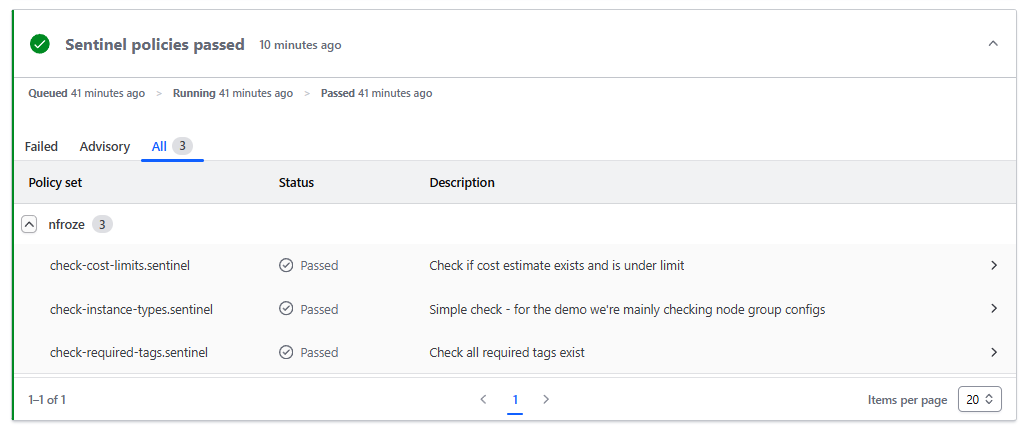 Sentinel policies passed 10 minutes ago
Queued 41 minutes ago > Running 41 minutes ago > Passed 41 minutes ago
Failed Advisory All 3
Policy set Status Description
nfroze 3
check-cost-limits.sentinel Passed Check if cost estimate exists and is under limit
check-instance-types.sentinel Passed Simple check - for the demo we're mainly checking node group configs
check-required-tags.sentinel Passed Check all required tags exist
1–1 of 1 1 Items per page 20